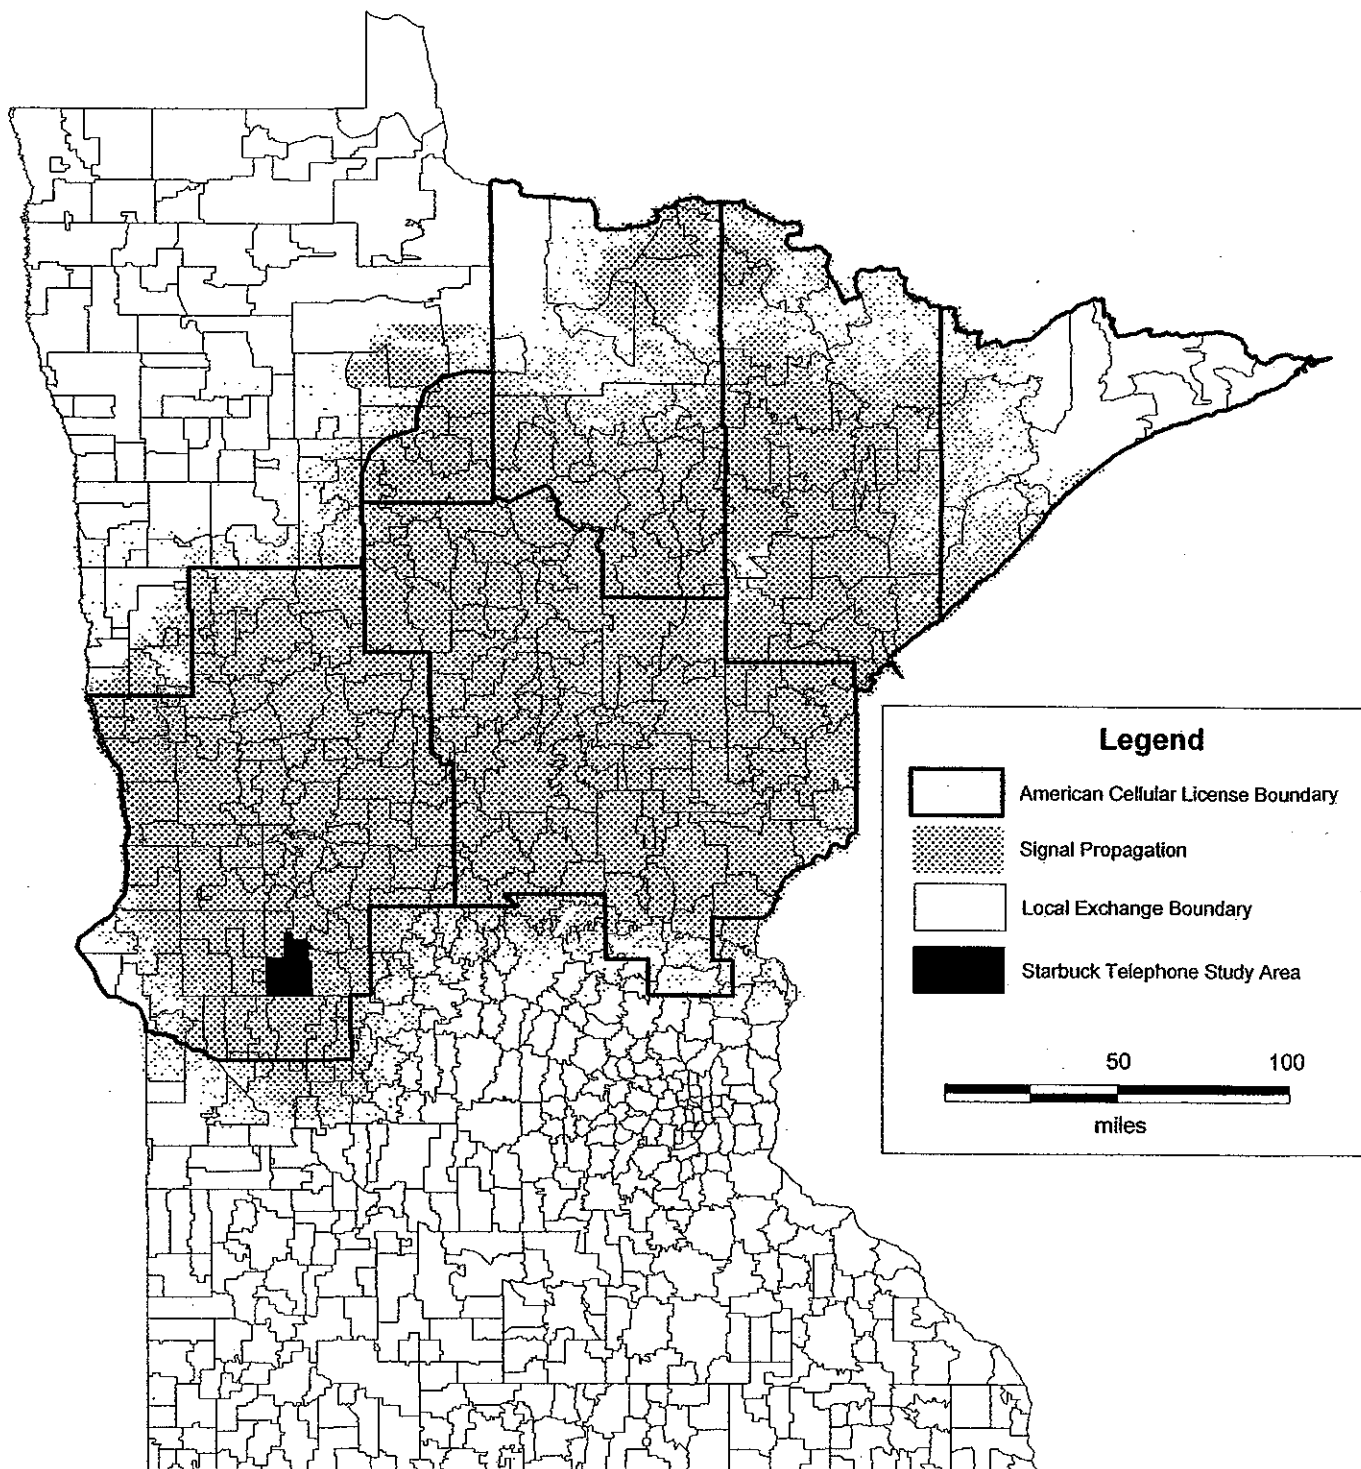 Legend
American Cellular License Boundary
Signal Propagation
Local Exchange Boundary
Starbuck Telephone Study Area
50 100
miles